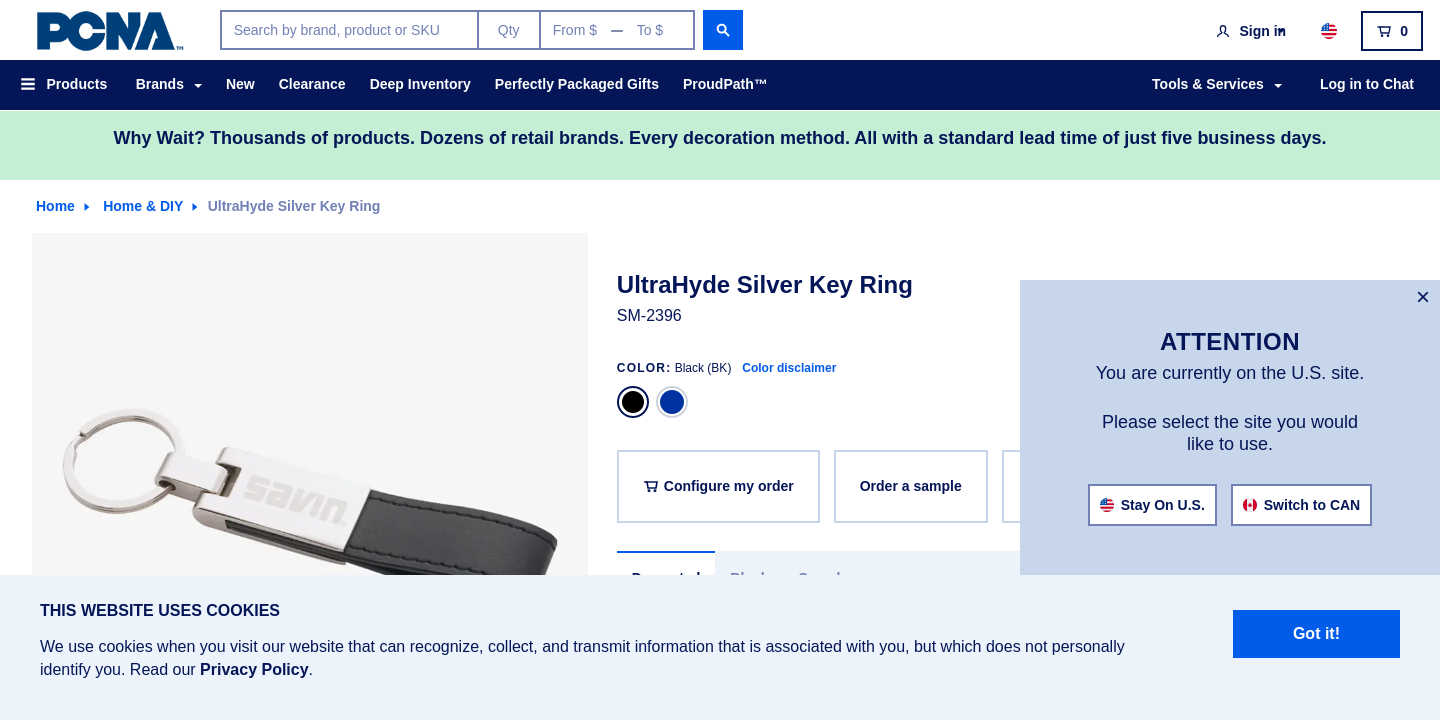 PCNA™
Search by brand, product or SKU
Qty
From $ — To $
Sign in
0
Products
Brands
New
Clearance
Deep Inventory
Perfectly Packaged Gifts
ProudPath™
Tools & Services
Log in to Chat
Why Wait? Thousands of products. Dozens of retail brands. Every decoration method. All with a standard lead time of just five business days.
Home
Home & DIY
UltraHyde Silver Key Ring
SAVIN.
UltraHyde Silver Key Ring
SM-2396
COLOR: Black (BK) Color disclaimer
Configure my order
Order a sample
×
ATTENTION
You are currently on the U.S. site.
Please select the site you would
like to use.
Stay On U.S.
Switch to CAN
THIS WEBSITE USES COOKIES
We use cookies when you visit our website that can recognize, collect, and transmit information that is associated with you, but which does not personally
identify you. Read our Privacy Policy.
Got it!